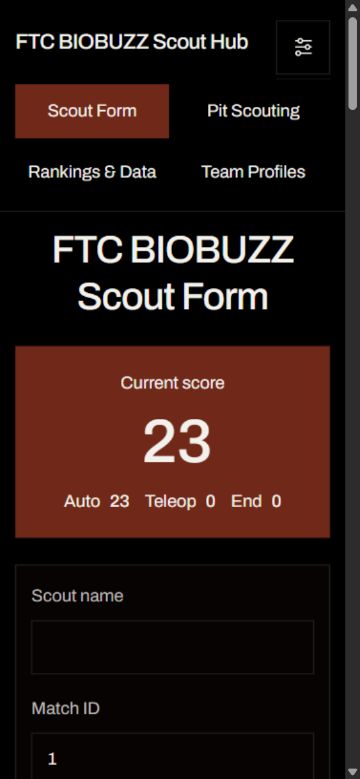 FTC BIOBUZZ Scout Hub
Scout Form
Pit Scouting
Rankings & Data
Team Profiles
FTC BIOBUZZ
Scout Form
Current score
23
Auto 23 Teleop 0 End 0
Scout name
Match ID
1